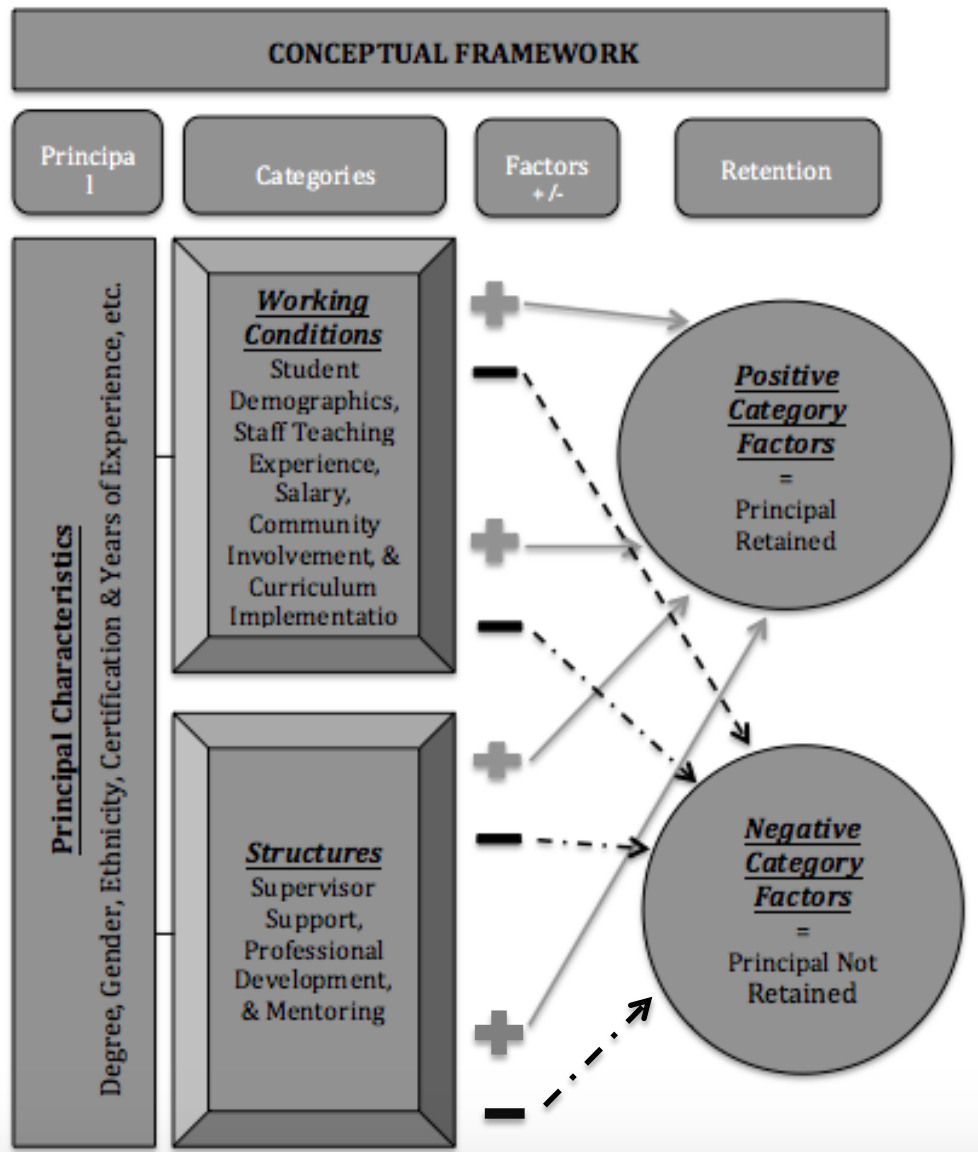 CONCEPTUAL FRAMEWORK
Principa
l
Categories
Factors
+/-
Retention
Principal Characteristics
Degree, Gender, Ethnicity, Certification & Years of Experience, etc.
Working
Conditions
Student
Demographics,
Staff Teaching
Experience,
Salary,
Community
Involvement, &
Curriculum
Implementatio
Structures
Supervisor
Support,
Professional
Development,
& Mentoring
Positive
Category
Factors
=
Principal
Retained
Negative
Category
Factors
=
Principal Not
Retained